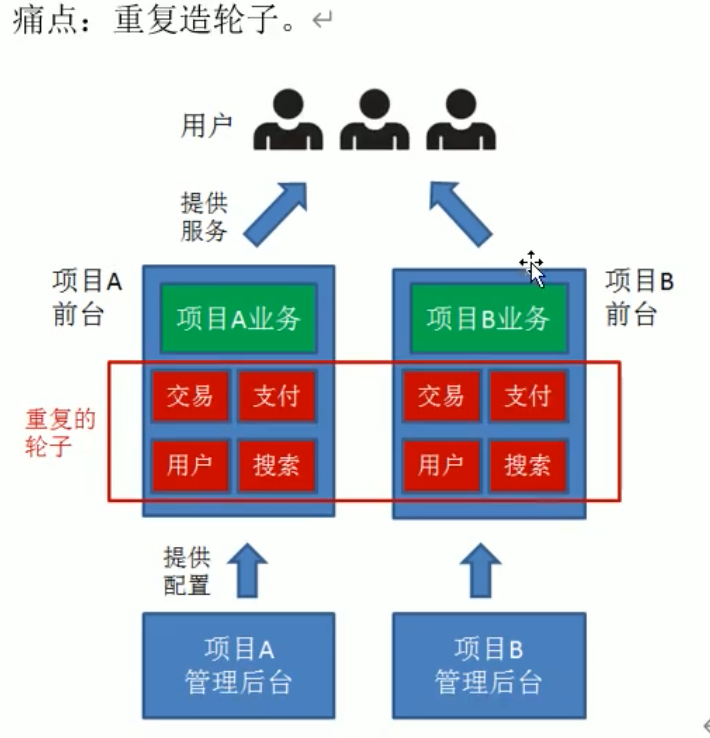 痛点：重复造轮子。
用户
提供
服务
项目A
前台
项目B
前台
项目A业务
项目B业务
重复的
轮子
交易 支付 交易 支付
用户 搜索 用户 搜索
提供
配置
项目A
管理后台
项目B
管理后台